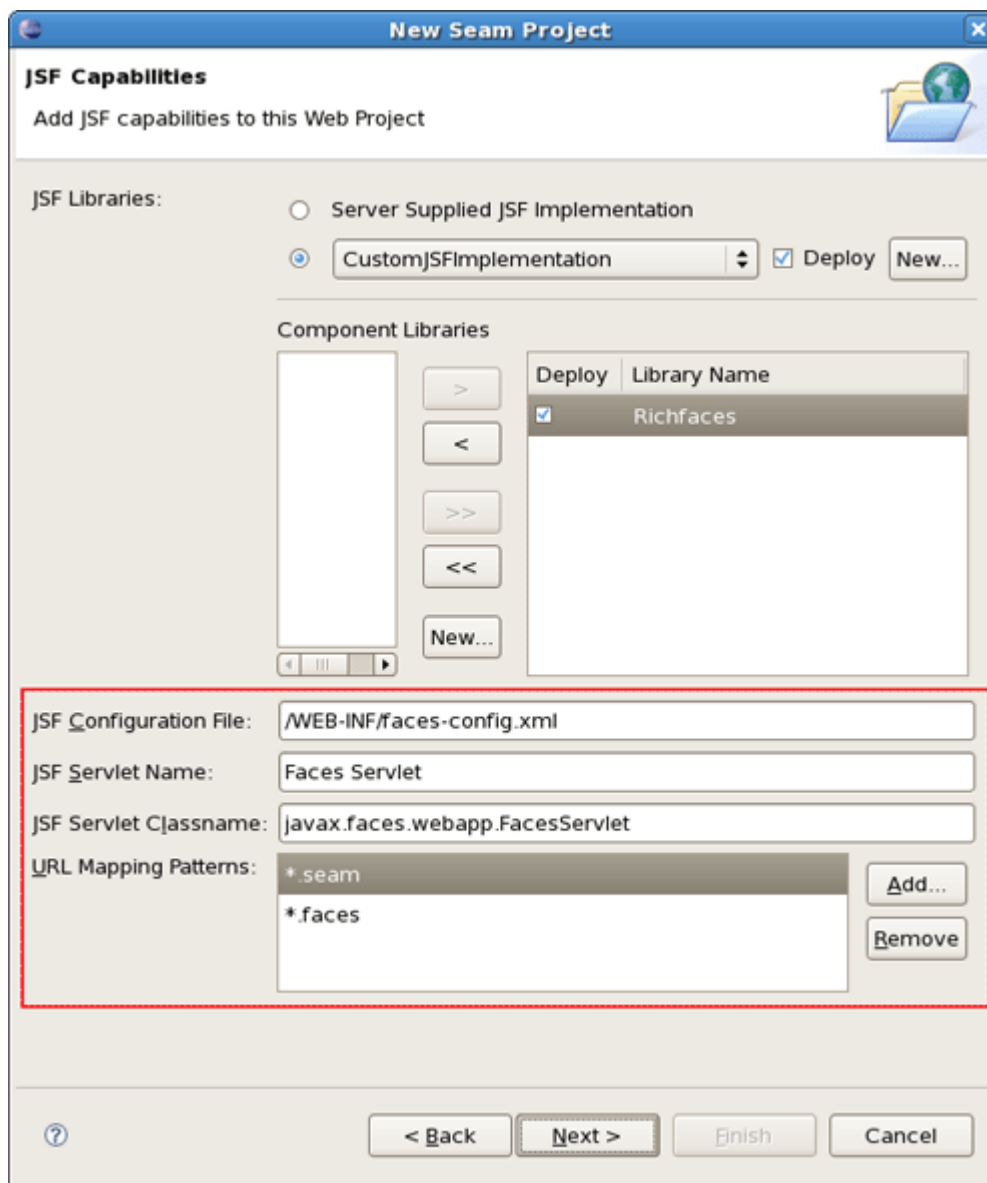 New Seam Project
JSF Capabilities
Add JSF capabilities to this Web Project
JSF Libraries:
Server Supplied JSF Implementation
CustomJSFImplementation Deploy New...
Component Libraries
Deploy Library Name
>
Richfaces
<
>>
<<
New...
JSF Configuration File: /WEB-INF/faces-config.xml
JSF Servlet Name: Faces Servlet
JSF Servlet Classname: javax.faces.webapp.FacesServlet
URL Mapping Patterns: *.seam Add...
*.faces Remove
? < Back Next > Finish Cancel